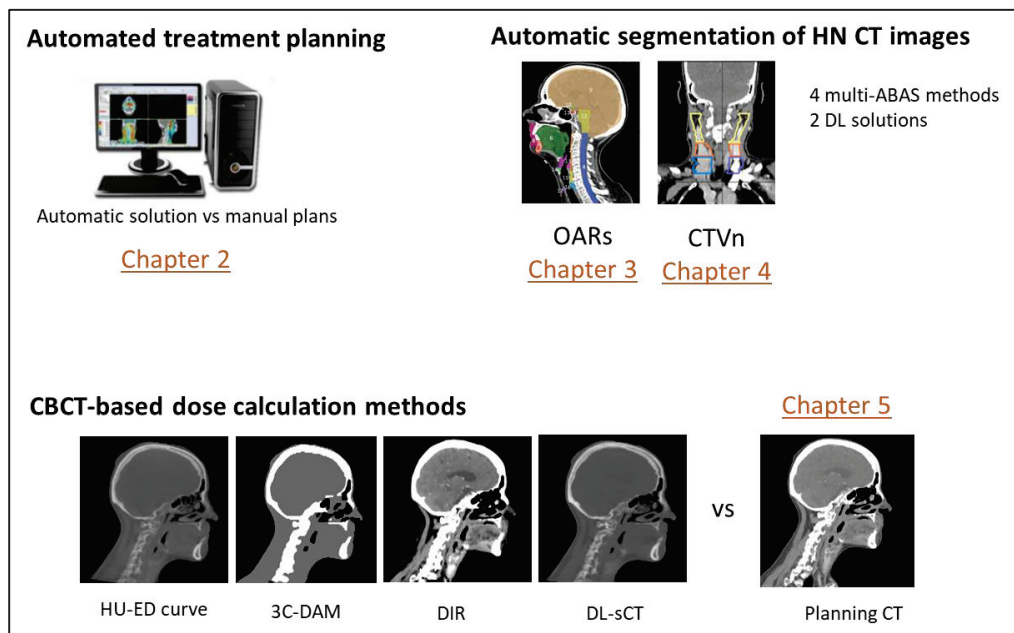 Automated treatment planning
Automatic solution vs manual plans
Chapter 2
Automatic segmentation of HN CT images
4 multi-ABAS methods
2 DL solutions
OARs
Chapter 3
CTVn
Chapter 4
CBCT-based dose calculation methods
Chapter 5
HU-ED curve
3C-DAM
DIR
DL-sCT
vs
Planning CT